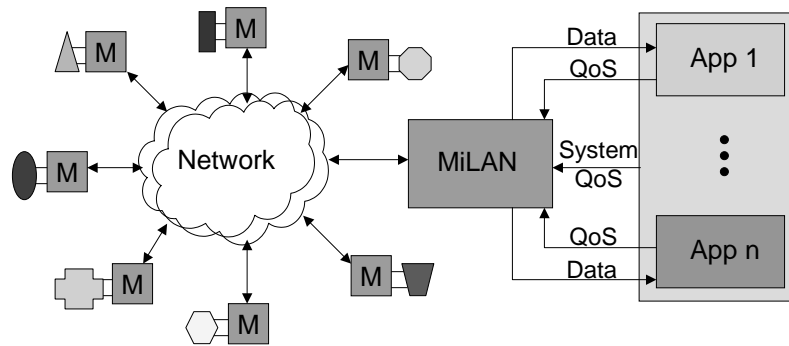 M
M
M
Data
App 1
QoS
Network
MiLAN
System
QoS
M
QoS
App n
Data
M
M
M